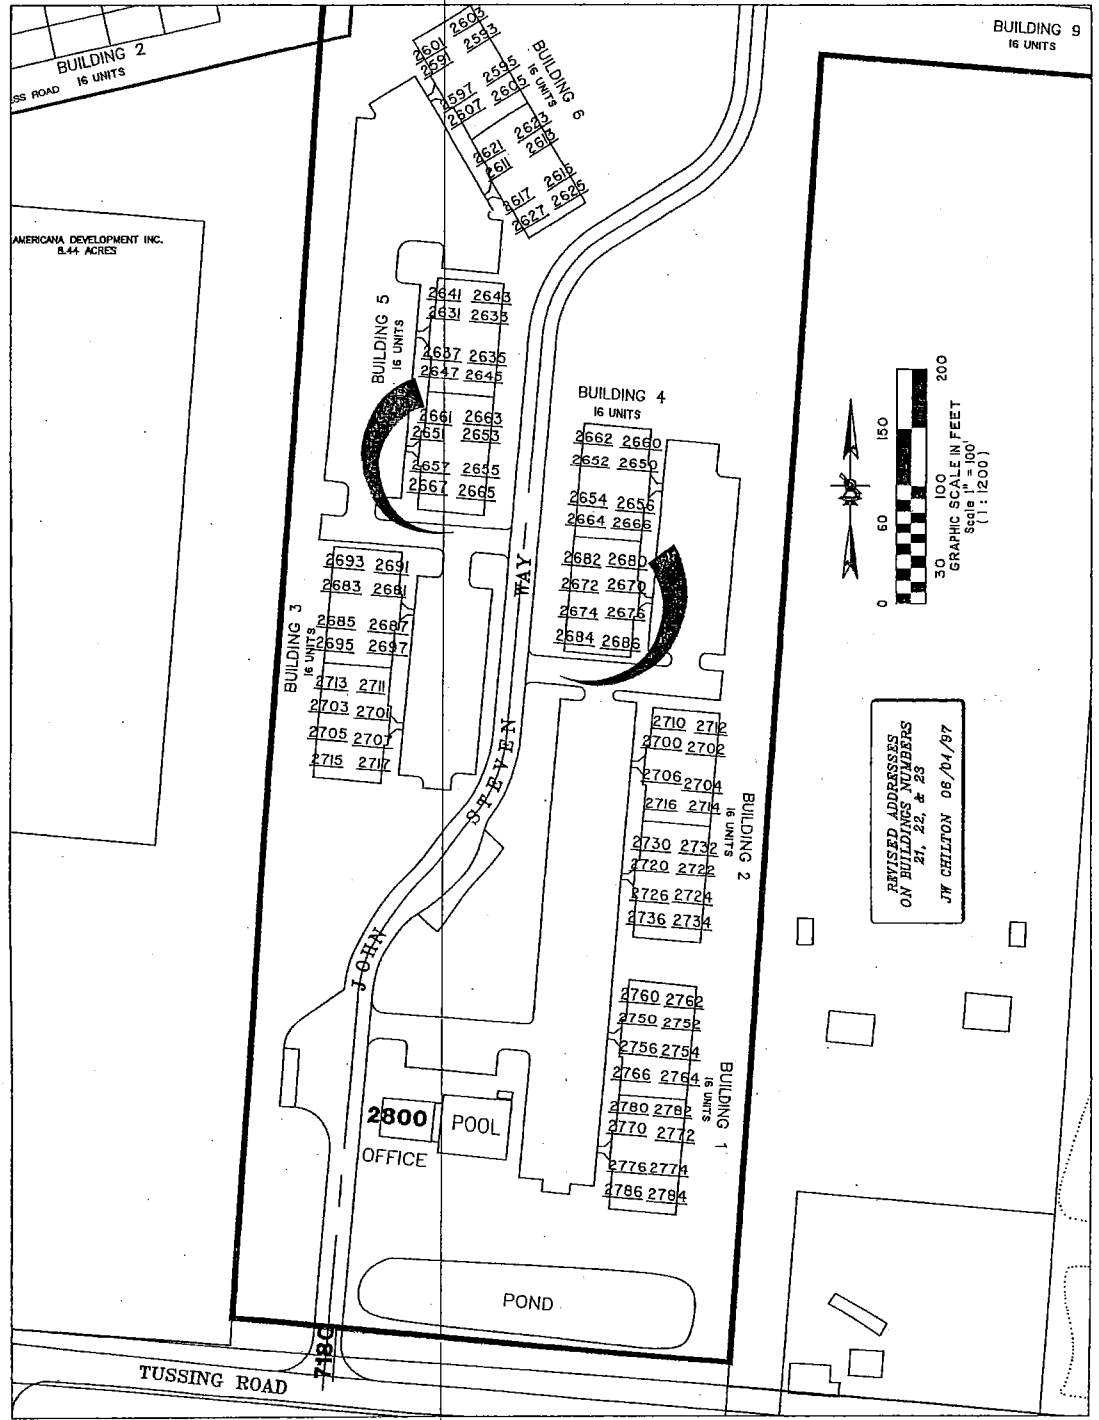 BUILDING 2
16 UNITS
SS ROAD
BUILDING 9
16 UNITS
AMERICANA DEVELOPMENT INC.
8.44 ACRES
2601 2603
2591 2593
2597 2595
2607 2605
2621 2623
2611 2613
2617 2615
2627 2625
BUILDING 6
16 UNITS
2641 2643
2631 2633
2637 2635
2647 2645
2661 2663
2651 2653
2657 2655
2667 2665
BUILDING 5
16 UNITS
BUILDING 4
16 UNITS
2662 2660
2652 2650
2654 2656
2664 2666
2682 2680
2672 2670
2674 2676
2684 2686
2693 2691
2683 2681
2685 2687
2695 2697
2713 2711
2703 2701
2705 2707
2715 2717
BUILDING 3
16 UNITS
2710 2712
2700 2702
2706 2704
2716 2714
2730 2732
2720 2722
2726 2724
2736 2734
BUILDING 2
16 UNITS
2760 2762
2750 2752
2756 2754
2766 2764
2780 2782
2770 2772
2776 2774
2786 2784
BUILDING 1
16 UNITS
JOHN STEVEN WAY
2800
OFFICE
POOL
POND
7180
TUSSING ROAD
0 30 60 100 150 200
GRAPHIC SCALE IN FEET
Scale 1" = 100'
(1 : 1200)
REVISED ADDRESSES
ON BUILDINGS NUMBERS
21, 22, & 23
JW CHILTON 06/04/97